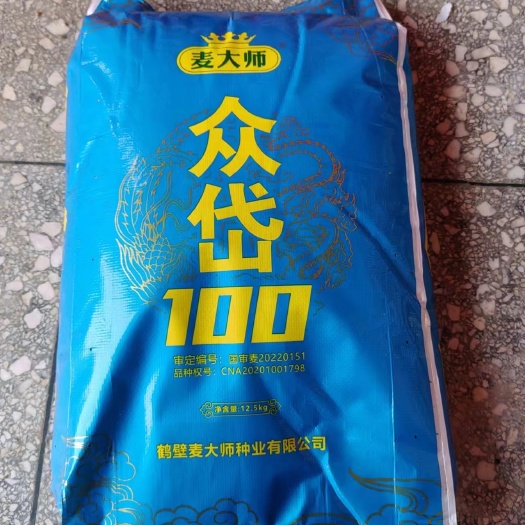 麦大师
众岱
100
审定编号：国审麦20220151
品种权号：CNA20201001798
净含量:12.5kg
鹤壁麦大师种业有限公司